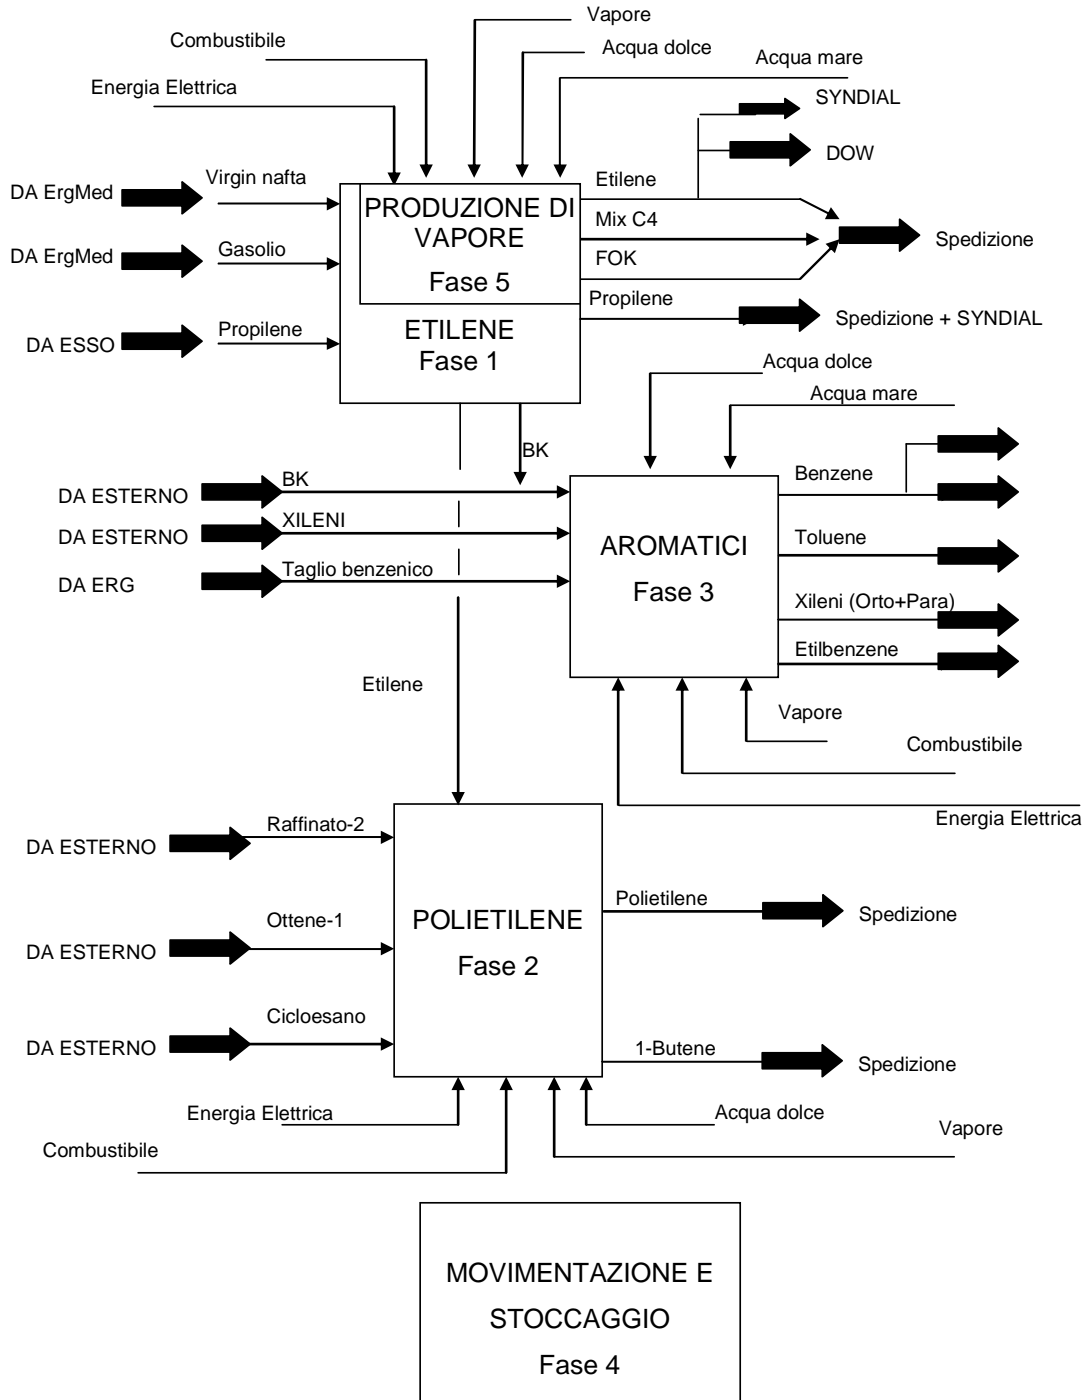 Vapore
Combustibile
Acqua dolce
Acqua mare
Energia Elettrica
SYNDIAL
DOW
DA ErgMed
Virgin nafta
Etilene
PRODUZIONE DI
VAPORE
Fase 5
Mix C4
Spedizione
DA ErgMed
Gasolio
FOK
Propilene
Spedizione + SYNDIAL
DA ESSO
Propilene
ETILENE
Fase 1
Acqua dolce
Acqua mare
BK
DA ESTERNO
BK
Benzene
DA ESTERNO
XILENI
AROMATICI
Fase 3
Toluene
DA ERG
Taglio benzenico
Xileni (Orto+Para)
Etilbenzene
Etilene
Vapore
Combustibile
Energia Elettrica
DA ESTERNO
Raffinato-2
POLIETILENE
Fase 2
Polietilene
Spedizione
DA ESTERNO
Ottene-1
DA ESTERNO
Cicloesano
1-Butene
Spedizione
Energia Elettrica
Acqua dolce
Vapore
Combustibile
MOVIMENTAZIONE E
STOCCAGGIO
Fase 4